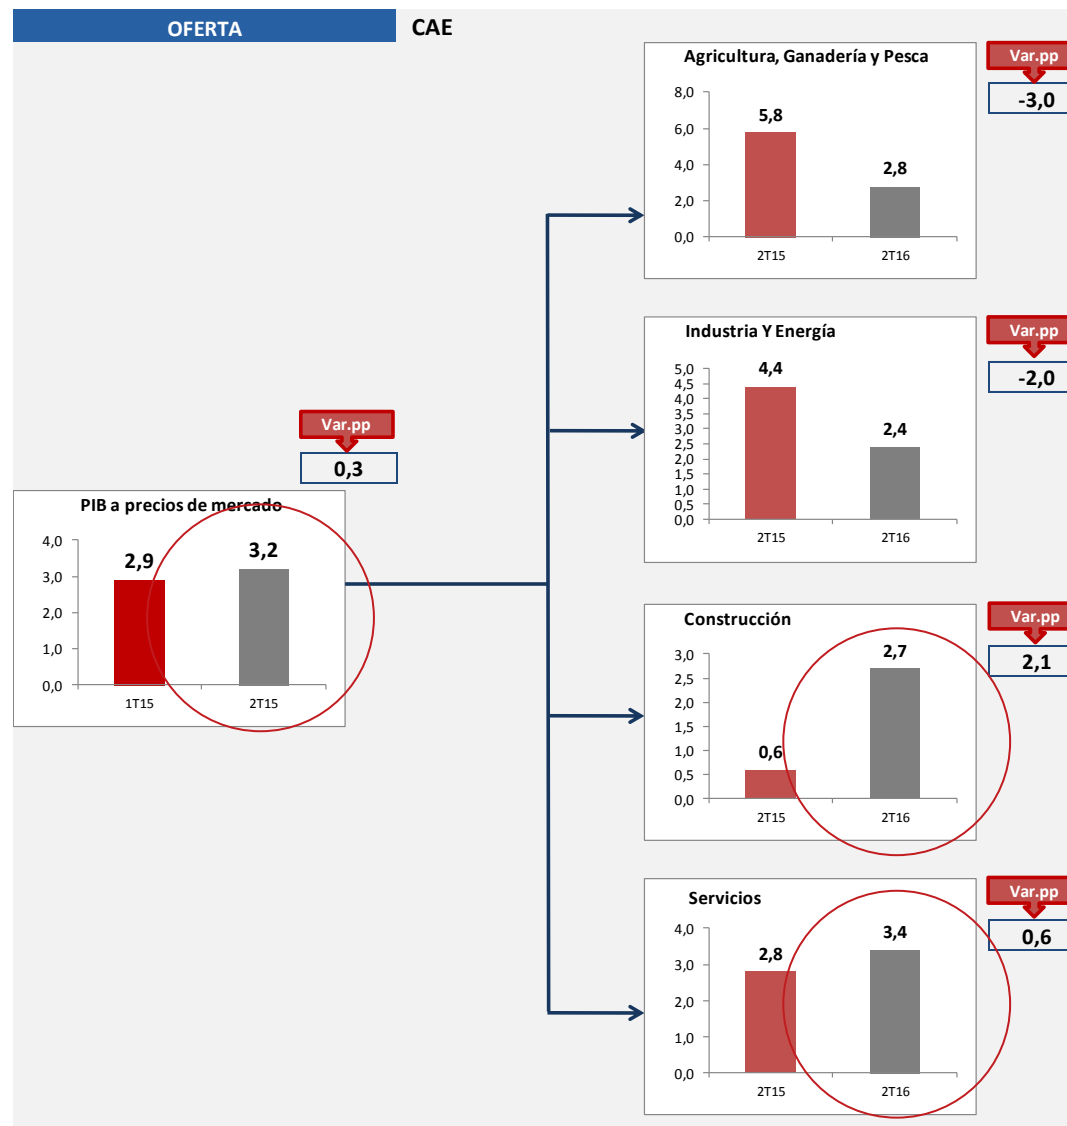 OFERTA
CAE
Agricultura, Ganadería y Pesca
8,0
6,0
4,0
2,0
0,0
5,8
2,8
2T15
2T16
Var.pp
-3,0
Industria Y Energía
5,0
4,5
4,0
3,5
3,0
2,5
2,0
1,5
1,0
0,5
0,0
4,4
2,4
2T15
2T16
Var.pp
-2,0
Var.pp
0,3
PIB a precios de mercado
4,0
3,0
2,0
1,0
0,0
2,9
3,2
1T15
2T15
Construcción
3,0
2,5
2,0
1,5
1,0
0,5
0,0
0,6
2,7
2T15
2T16
Var.pp
2,1
Servicios
4,0
3,0
2,0
1,0
0,0
2,8
3,4
2T15
2T16
Var.pp
0,6